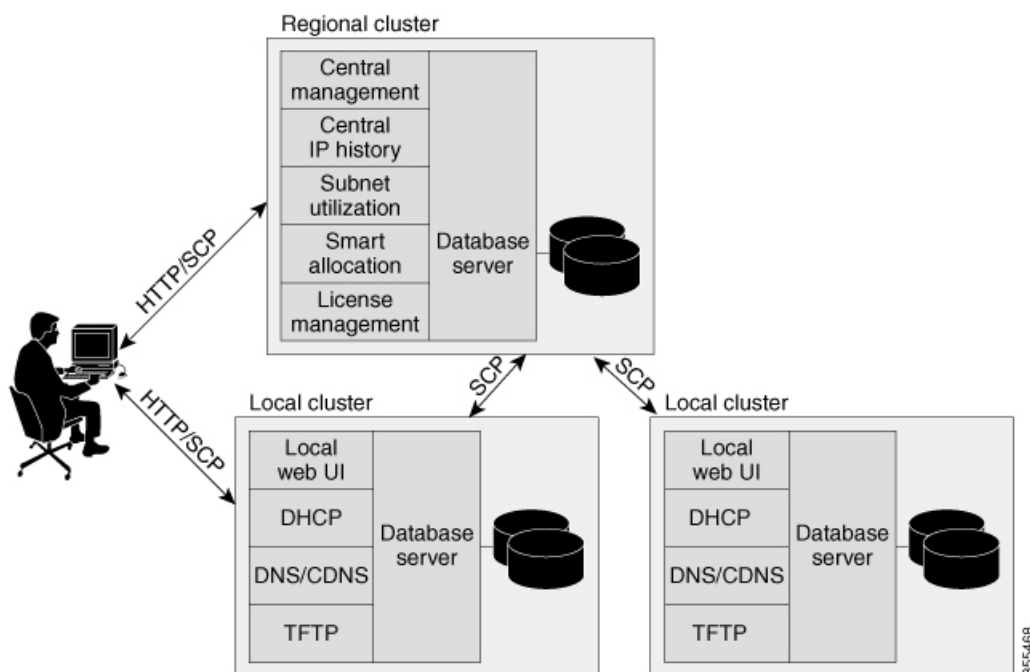 Regional cluster
Central
management
Central
IP history
Subnet
utilization
Smart
allocation
License
management
Database
server
HTTP/SCP
HTTP/SCP
SCP
SCP
Local cluster
Local
web UI
DHCP
DNS/CDNS
TFTP
Database
server
Local cluster
Local
web UI
DHCP
DNS/CDNS
TFTP
Database
server